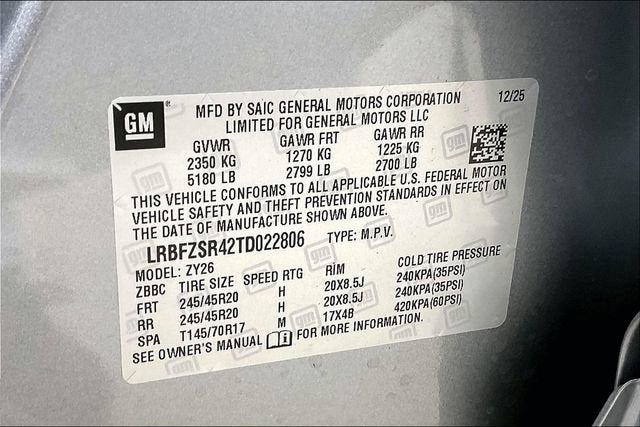 GM
MFD BY SAIC GENERAL MOTORS CORPORATION 12/25
LIMITED FOR GENERAL MOTORS LLC
GVWR GAWR FRT GAWR RR
2350 KG 1270 KG 1225 KG
5180 LB 2799 LB 2700 LB
THIS VEHICLE CONFORMS TO ALL APPLICABLE U.S. FEDERAL MOTOR
VEHICLE SAFETY AND THEFT PREVENTION STANDARDS IN EFFECT ON
THE DATE OF MANUFACTURE SHOWN ABOVE.
LRBFZSR42TD022806 TYPE: M.P.V.
MODEL: ZY26
ZBBC TIRE SIZE SPEED RTG RIM COLD TIRE PRESSURE
FRT 245/45R20 H 20X8.5J 240KPA(35PSI)
RR 245/45R20 H 20X8.5J 240KPA(35PSI)
SPA T145/70R17 M 17X4B 420KPA(60PSI)
SEE OWNER'S MANUAL FOR MORE INFORMATION.